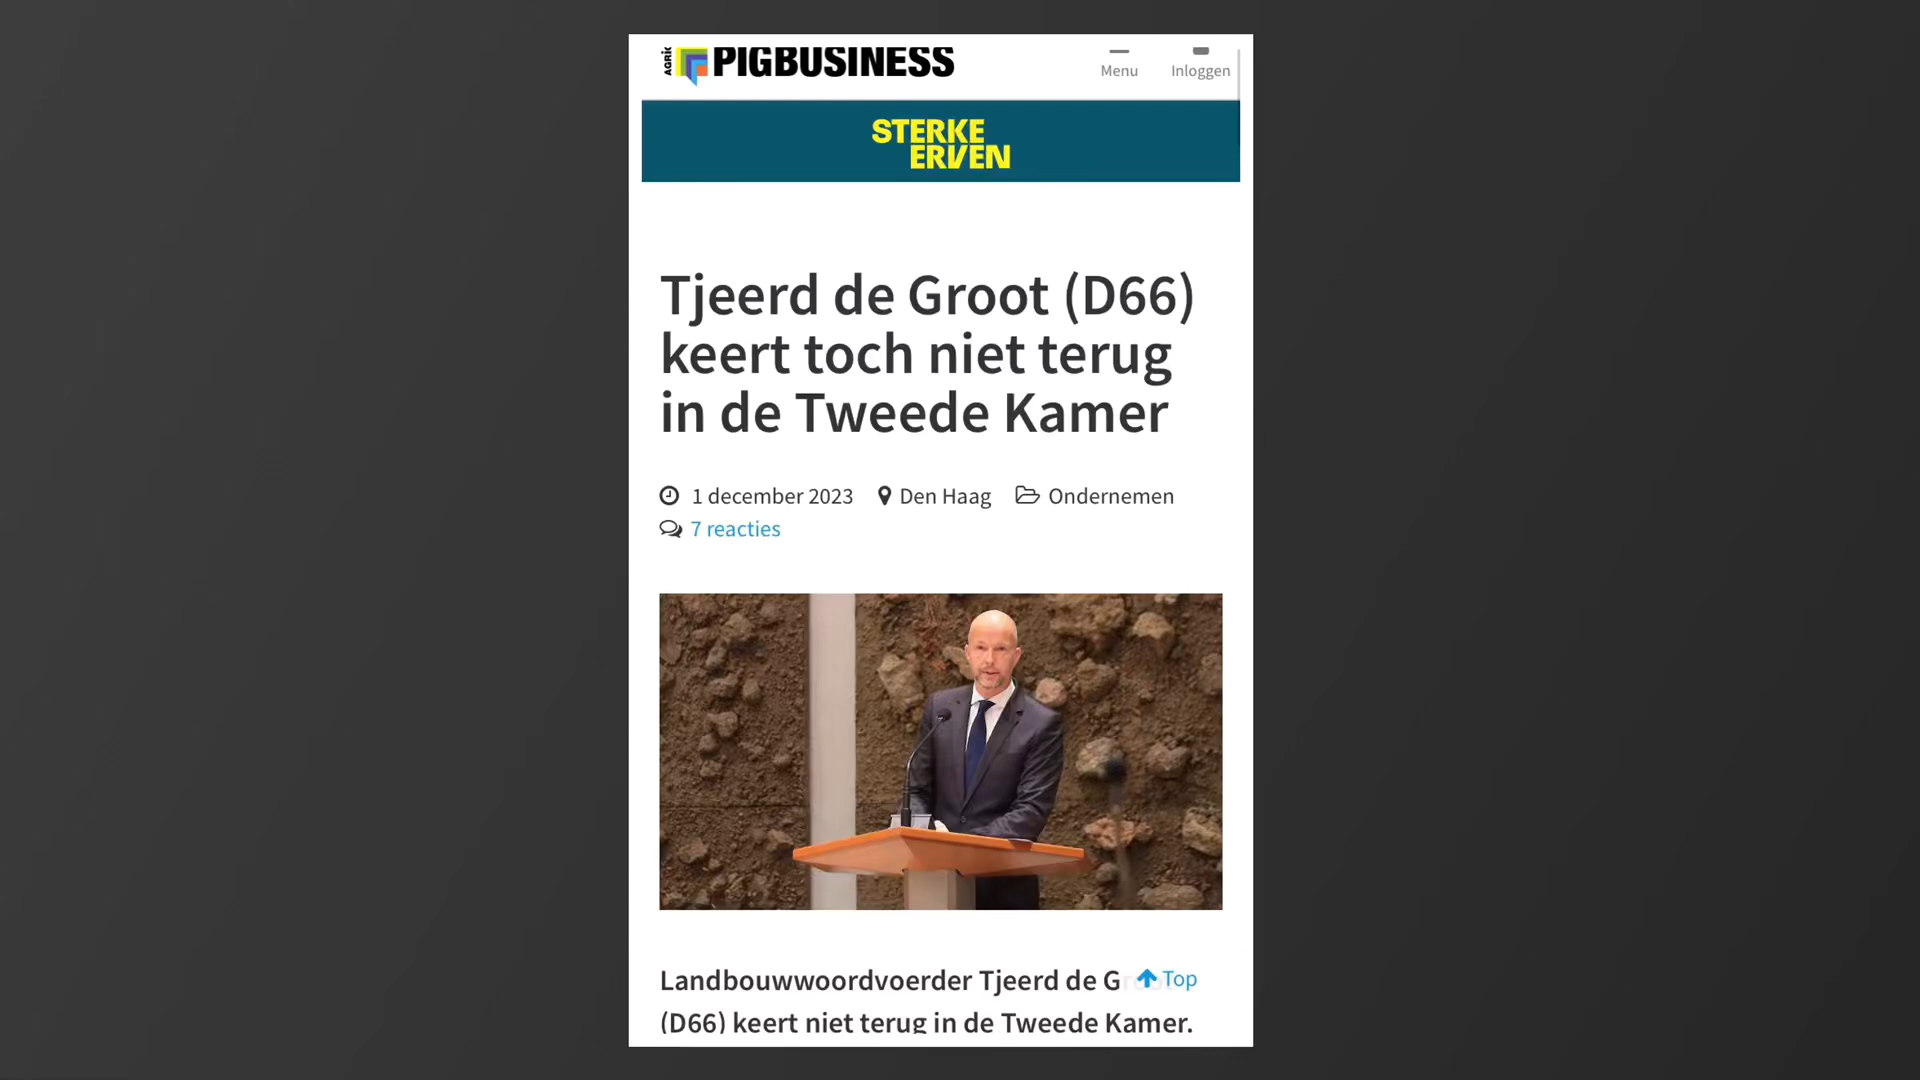 AGRIO PIGBUSINESS
Menu
Inloggen
STERKE
ERVEN
Tjeerd de Groot (D66)
keert toch niet terug
in de Tweede Kamer
1 december 2023 Den Haag Ondernemen
7 reacties
Landbouwwoordvoerder Tjeerd de Groot
Top
(D66) keert niet terug in de Tweede Kamer.